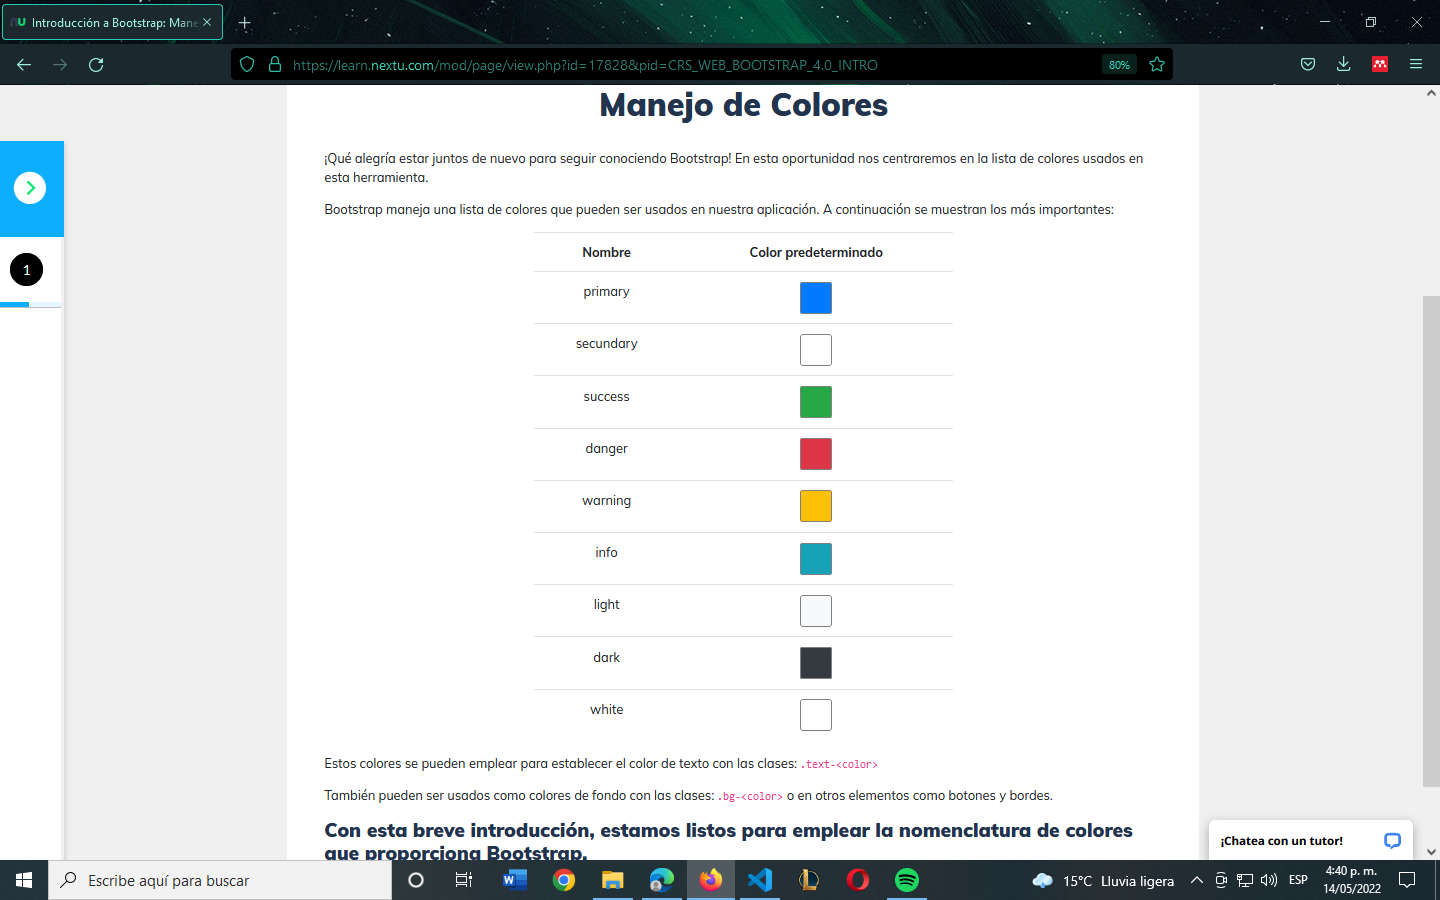 Introducción a Bootstrap: Mane
https://learn.nextu.com/mod/page/view.php?id=17828&pid=CRS_WEB_BOOTSTRAP_4.0_INTRO
80%
Manejo de Colores
¡Qué alegría estar juntos de nuevo para seguir conociendo Bootstrap! En esta oportunidad nos centraremos en la lista de colores usados en
esta herramienta.
1
Bootstrap maneja una lista de colores que pueden ser usados en nuestra aplicación. A continuación se muestran los más importantes:
Nombre Color predeterminado
primary
secundary
success
danger
warning
info
light
dark
white
Estos colores se pueden emplear para establecer el color de texto con las clases: .text-<color>
También pueden ser usados como colores de fondo con las clases: .bg-<color> o en otros elementos como botones y bordes.
Con esta breve introducción, estamos listos para emplear la nomenclatura de colores
que proporciona Bootstrap.
¡Chatea con un tutor!
Escribe aquí para buscar
15°C Lluvia ligera
ESP
4:40 p. m.
14/05/2022